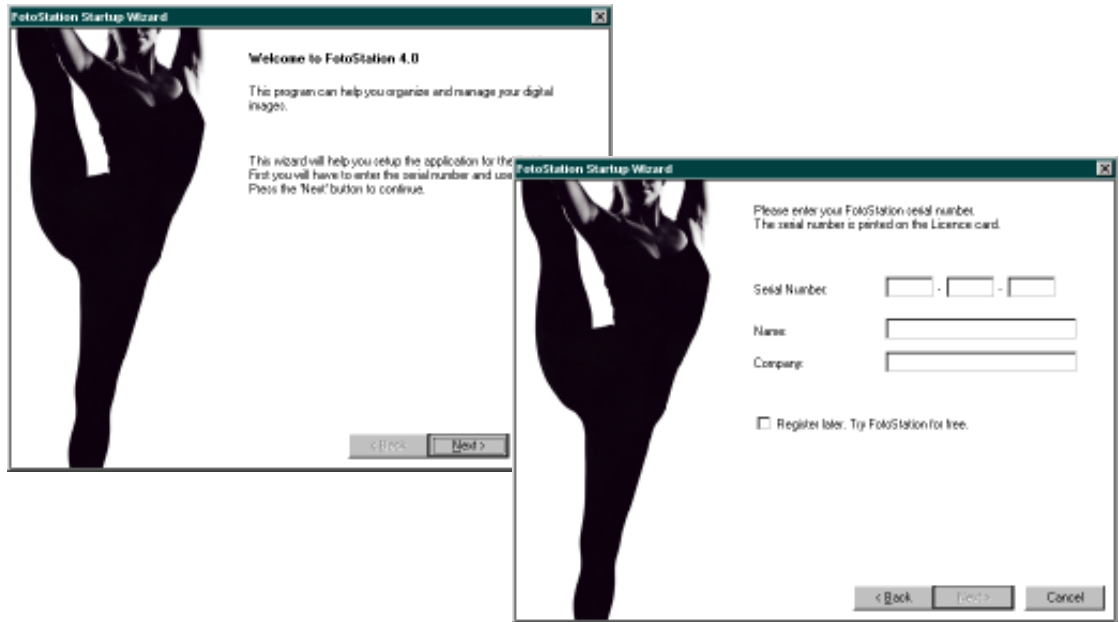 FotoStation Startup Wizard
Welcome to FotoStation 4.0
This program can help you organize and manage your digital
images.
This wizard will help you setup the application for the
First you will have to enter the serial number and use
Press the 'Next' button to continue.
< Back
Next >
FotoStation Startup Wizard
Please enter your FotoStation serial number.
The serial number is printed on the Licence card.
Serial Number:
- -
Name:
Company:
Register later. Try FotoStation for free.
< Back
Next >
Cancel